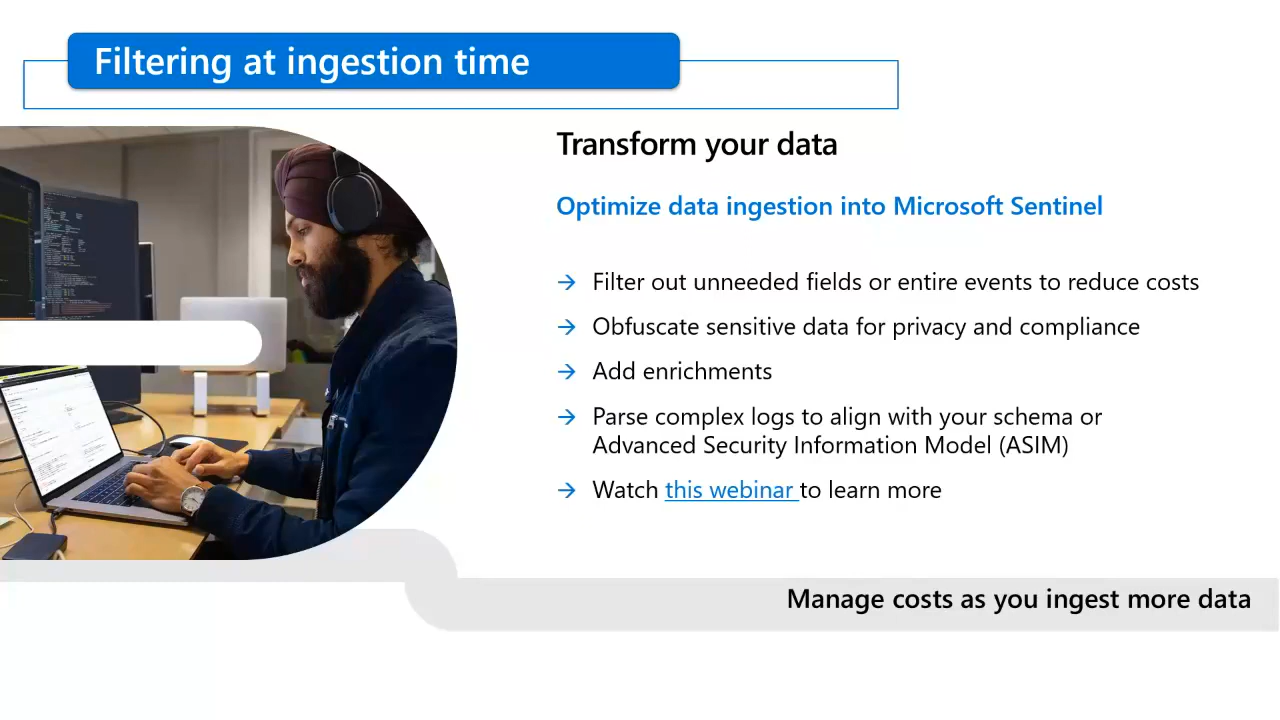 Filtering at ingestion time
Transform your data
Optimize data ingestion into Microsoft Sentinel
→ Filter out unneeded fields or entire events to reduce costs
→ Obfuscate sensitive data for privacy and compliance
→ Add enrichments
→ Parse complex logs to align with your schema or
Advanced Security Information Model (ASIM)
→ Watch this webinar to learn more
Manage costs as you ingest more data